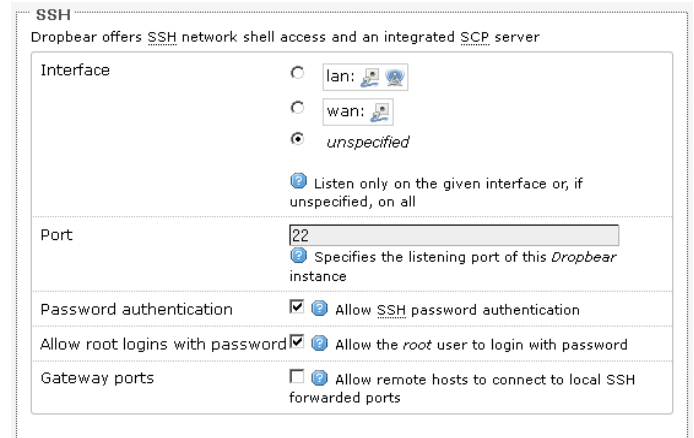 SSH
Dropbear offers SSH network shell access and an integrated SCP server
Interface
lan:
wan:
unspecified
Listen only on the given interface or, if
unspecified, on all
Port
22
Specifies the listening port of this Dropbear
instance
Password authentication
Allow SSH password authentication
Allow root logins with password
Allow the root user to login with password
Gateway ports
Allow remote hosts to connect to local SSH
forwarded ports